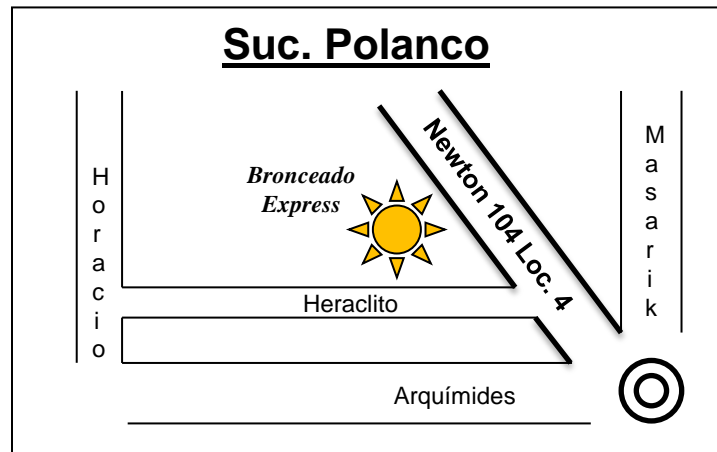 Suc. Polanco
Horacio
Bronceado
Express
Newton 104 Loc. 4
Masarik
Heraclito
Arquímides